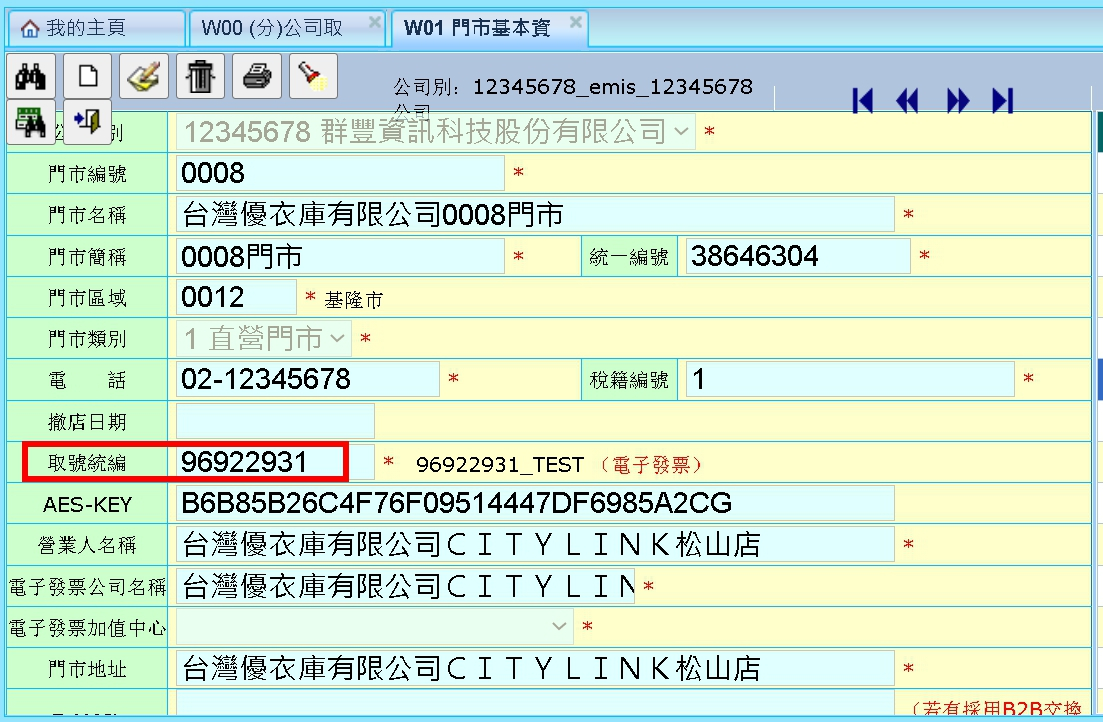 我的主頁 W00 (分)公司取 W01 門市基本資
公司別：12345678_emis_12345678
公司
別 12345678 群豐資訊科技股份有限公司 *
門市編號 0008 *
門市名稱 台灣優衣庫有限公司0008門市 *
門市簡稱 0008門市 * 統一編號 38646304 *
門市區域 0012 * 基隆市
門市類別 1 直營門市 *
電 話 02-12345678 * 稅籍編號 1 *
撤店日期
取號統編 96922931 * 96922931_TEST （電子發票）
AES-KEY B6B85B26C4F76F09514447DF6985A2CG
營業人名稱 台灣優衣庫有限公司ＣＩＴＹＬＩＮＫ松山店 *
電子發票公司名稱 台灣優衣庫有限公司ＣＩＴＹＬＩＮ *
電子發票加值中心 *
門市地址 台灣優衣庫有限公司ＣＩＴＹＬＩＮＫ松山店 *
（若有採用B2B交換